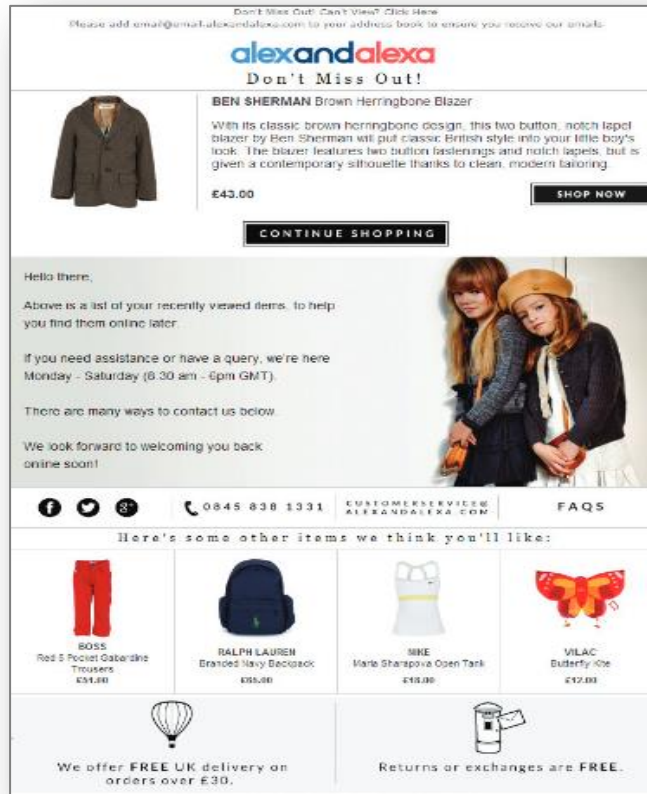 Don't Miss Out! Can't View? Click Here
Please add email@email-alexandalexa.com to your address book to ensure you receive our emails
alexandalexa
Don't Miss Out!
BEN SHERMAN Brown Herringbone Blazer
With its classic brown herringbone design, this two button, notch lapel
blazer by Ben Sherman will put classic British style into your little boy's
look. The blazer features two button fastenings and notch lapels, but is
given a contemporary silhouette thanks to clean, modern tailoring.
£43.00
SHOP NOW
CONTINUE SHOPPING
Hello there,
Above is a list of your recently viewed items, to help
you find them online later.
If you need assistance or have a query, we're here
Monday - Saturday (8.30 am - 6pm GMT).
There are many ways to contact us below.
We look forward to welcoming you back
online soon!
0845 838 1331
CUSTOMERSERVICE@
ALEXANDALEXA.COM
FAQS
Here's some other items we think you'll like:
BOSS
Red 5 Pocket Gabardine
Trousers
£51.00
RALPH LAUREN
Branded Navy Backpack
£65.00
NIKE
Maria Sharapova Open Tank
£18.00
VILAC
Butterfly Kite
£12.00
We offer FREE UK delivery on
orders over £30.
Returns or exchanges are FREE.